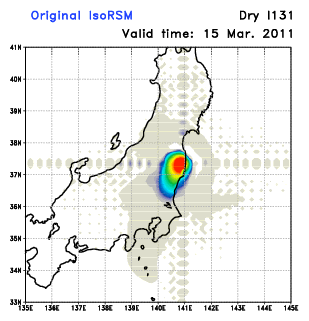 Original IsoRSM Dry I131
Valid time: 15 Mar. 2011
41N
40N
39N
38N
37N
36N
35N
34N
33N
135E 136E 137E 138E 139E 140E 141E 142E 143E 144E 145E